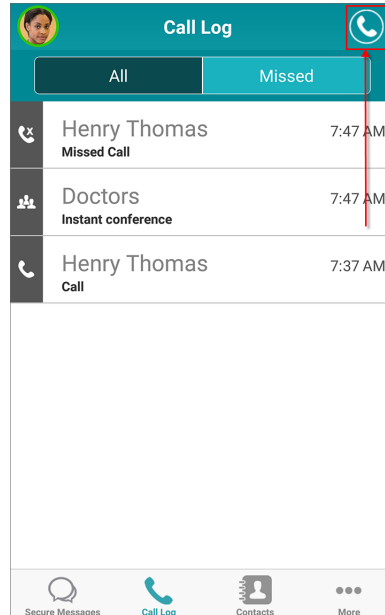 Call Log
All Missed
Henry Thomas 7:47 AM
Missed Call
Doctors 7:47 AM
Instant conference
Henry Thomas 7:37 AM
Call
Secure Messages Call Log Contacts More